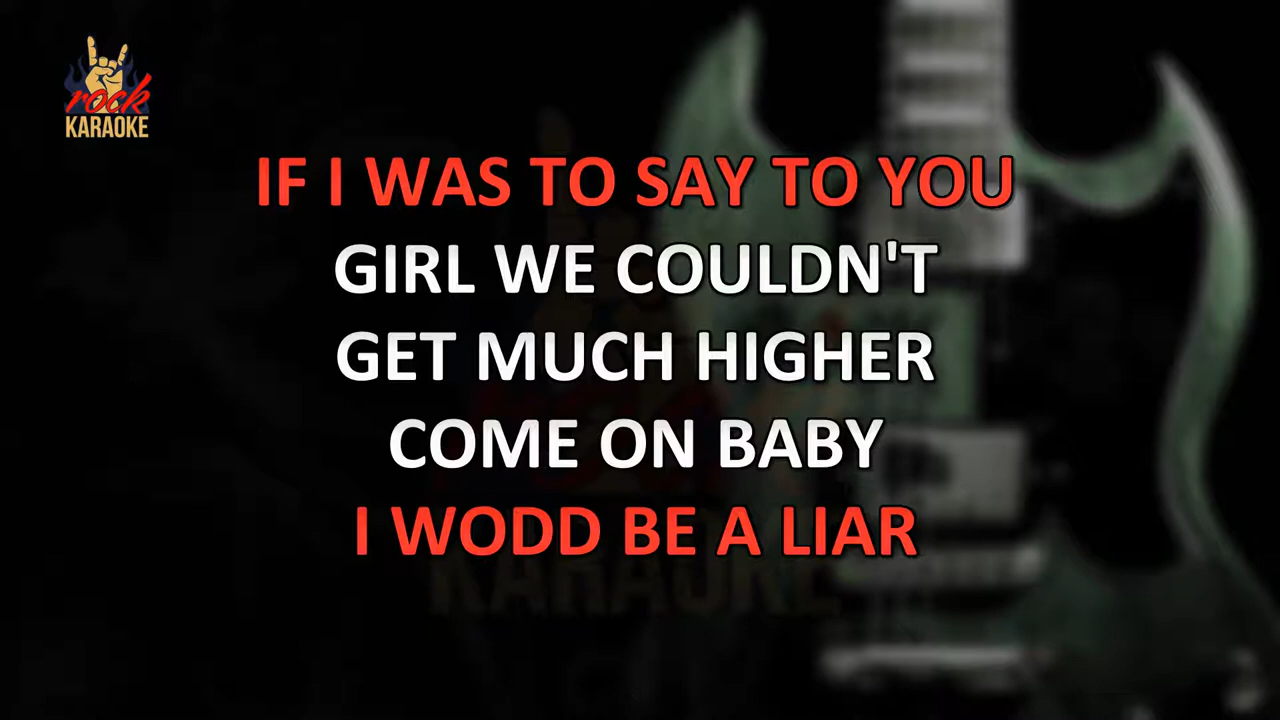 rock
KARAOKE
IF I WAS TO SAY TO YOU
GIRL WE COULDN'T
GET MUCH HIGHER
COME ON BABY
I WODD BE A LIAR
KARAOKE